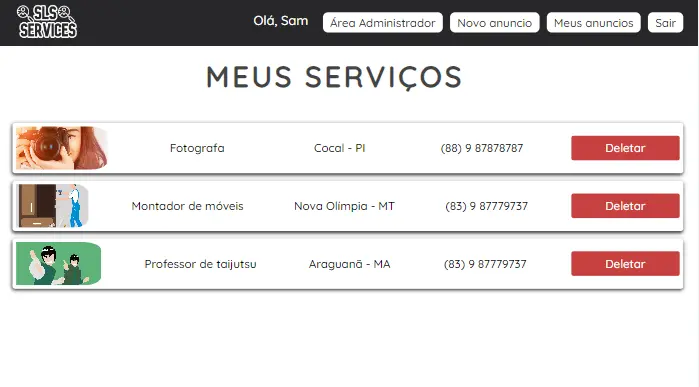 SLS
SERVICES
Olá, Sam
Área Administrador
Novo anuncio
Meus anuncios
Sair
MEUS SERVIÇOS
Fotografa Cocal - PI (88) 9 87878787 Deletar
Montador de móveis Nova Olímpia - MT (83) 9 87779737 Deletar
Professor de taijutsu Araguanã - MA (83) 9 87779737 Deletar